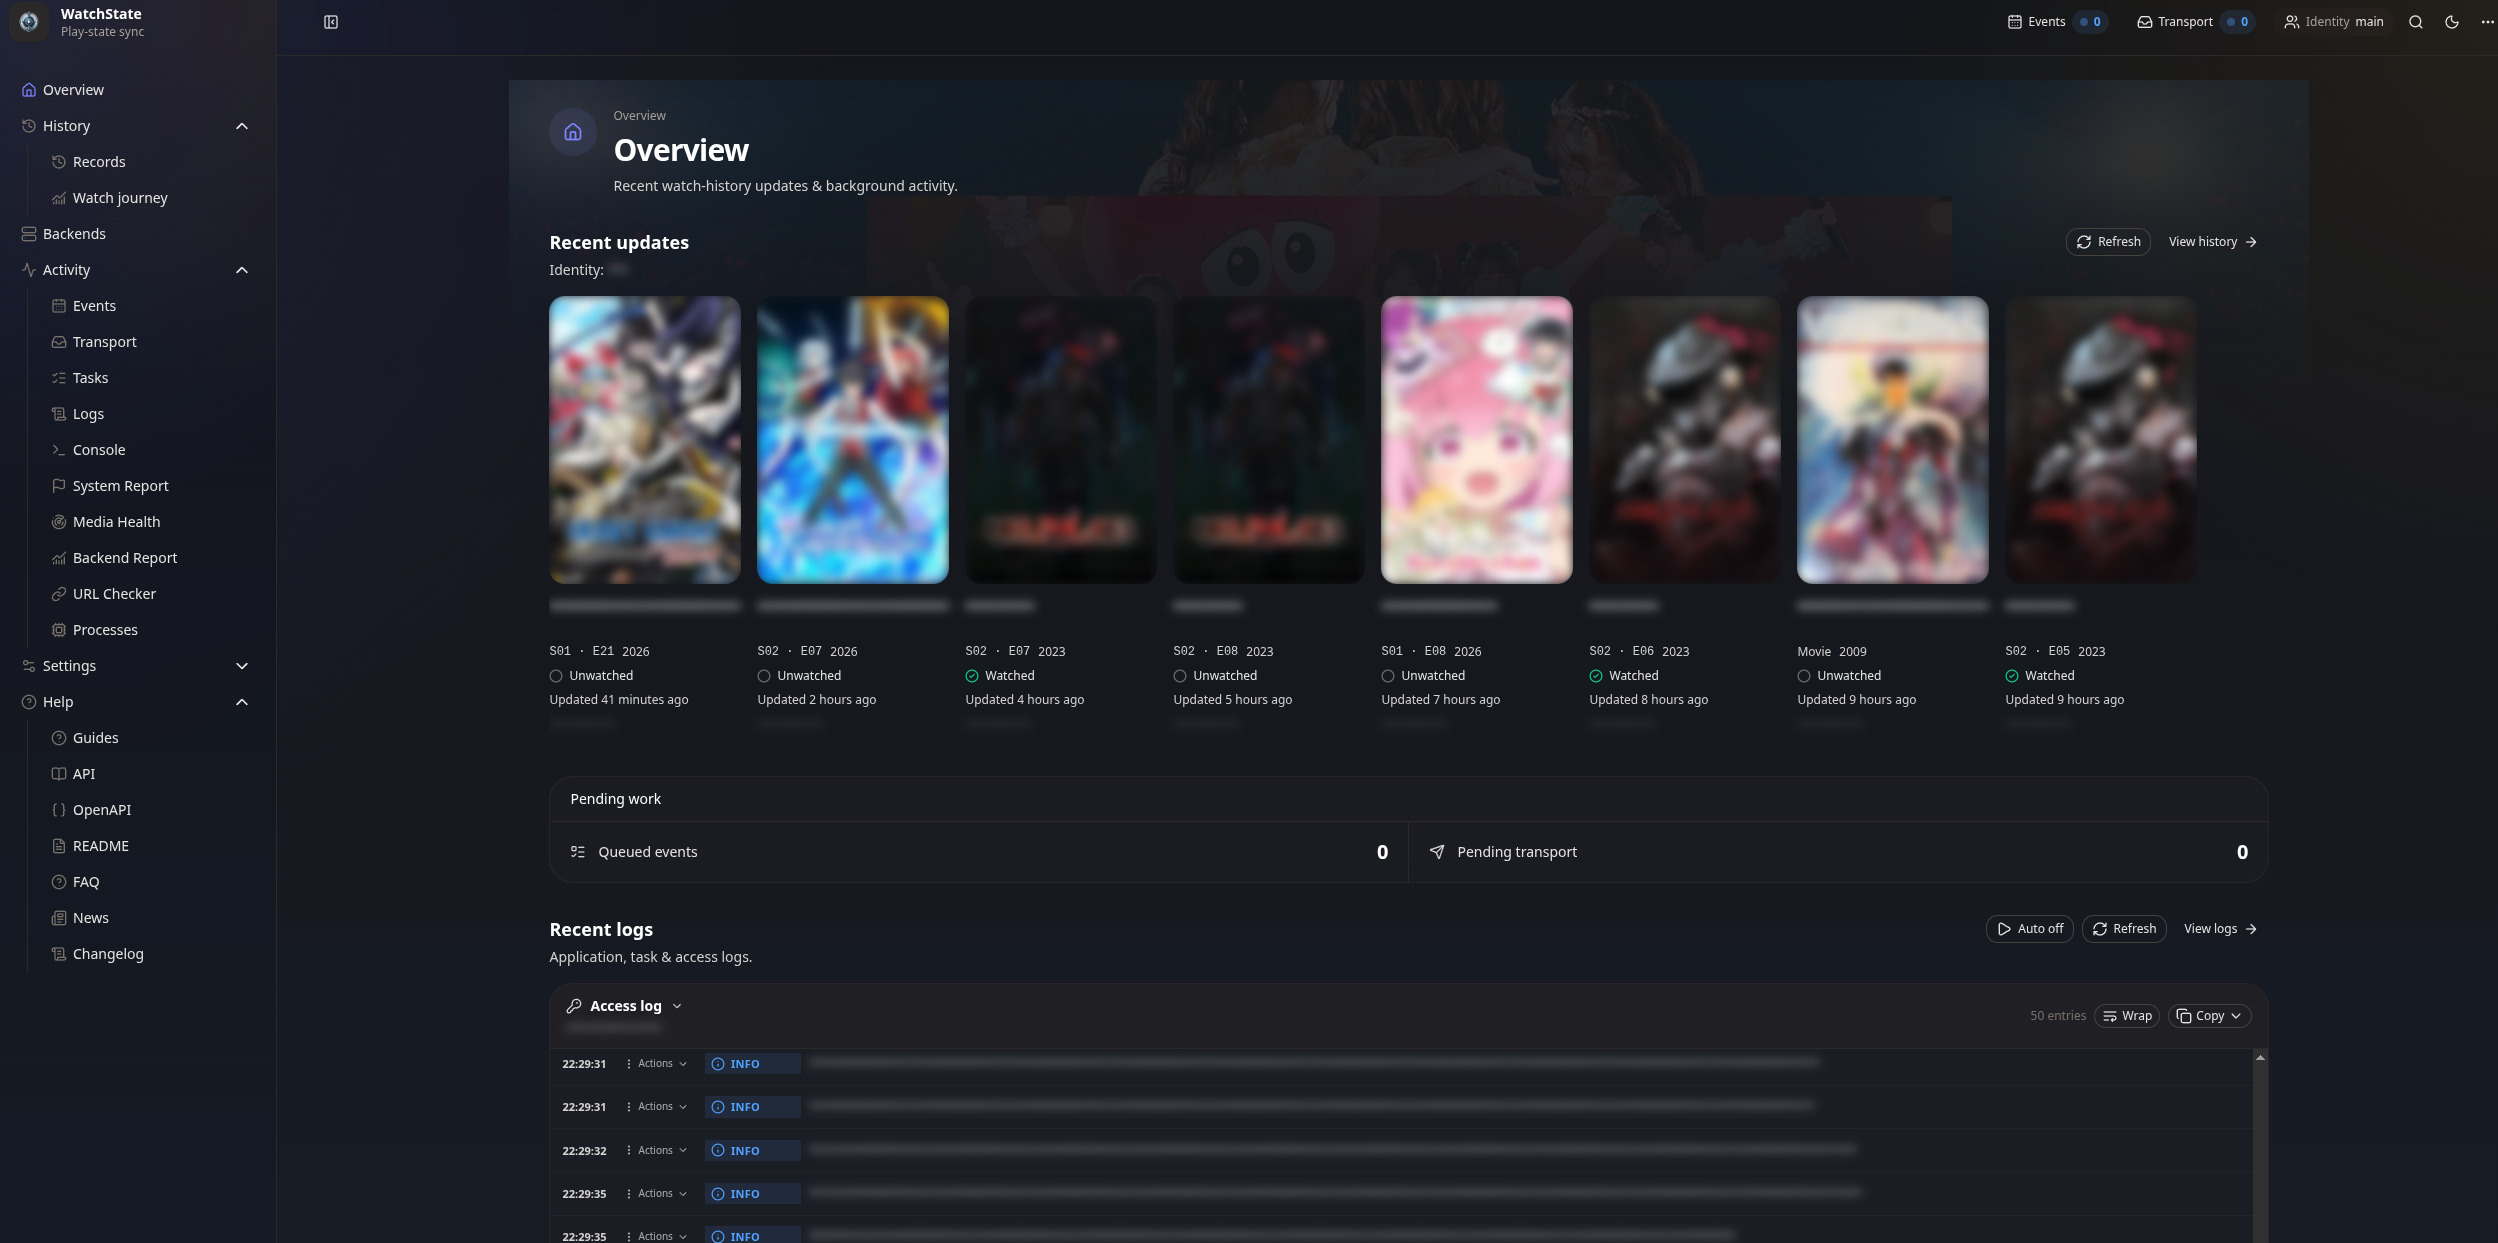 WatchState
Play-state sync
Events 0
Transport 0
Identity main
Overview
History
Records
Watch journey
Backends
Activity
Events
Transport
Tasks
Logs
Console
System Report
Media Health
Backend Report
URL Checker
Processes
Settings
Help
Guides
API
OpenAPI
README
FAQ
News
Changelog
Overview
Overview
Recent watch-history updates & background activity.
Recent updates
Refresh
View history
Identity:
S01 · E21 2026
Unwatched
Updated 41 minutes ago
S02 · E07 2026
Unwatched
Updated 2 hours ago
S02 · E07 2023
Watched
Updated 4 hours ago
S02 · E08 2023
Unwatched
Updated 5 hours ago
S01 · E08 2026
Unwatched
Updated 7 hours ago
S02 · E06 2023
Watched
Updated 8 hours ago
Movie 2009
Unwatched
Updated 9 hours ago
S02 · E05 2023
Watched
Updated 9 hours ago
Pending work
Queued events 0
Pending transport 0
Recent logs
Auto off
Refresh
View logs
Application, task & access logs.
Access log
50 entries
Wrap
Copy
22:29:31 Actions INFO
22:29:31 Actions INFO
22:29:32 Actions INFO
22:29:35 Actions INFO
22:29:35 Actions INFO